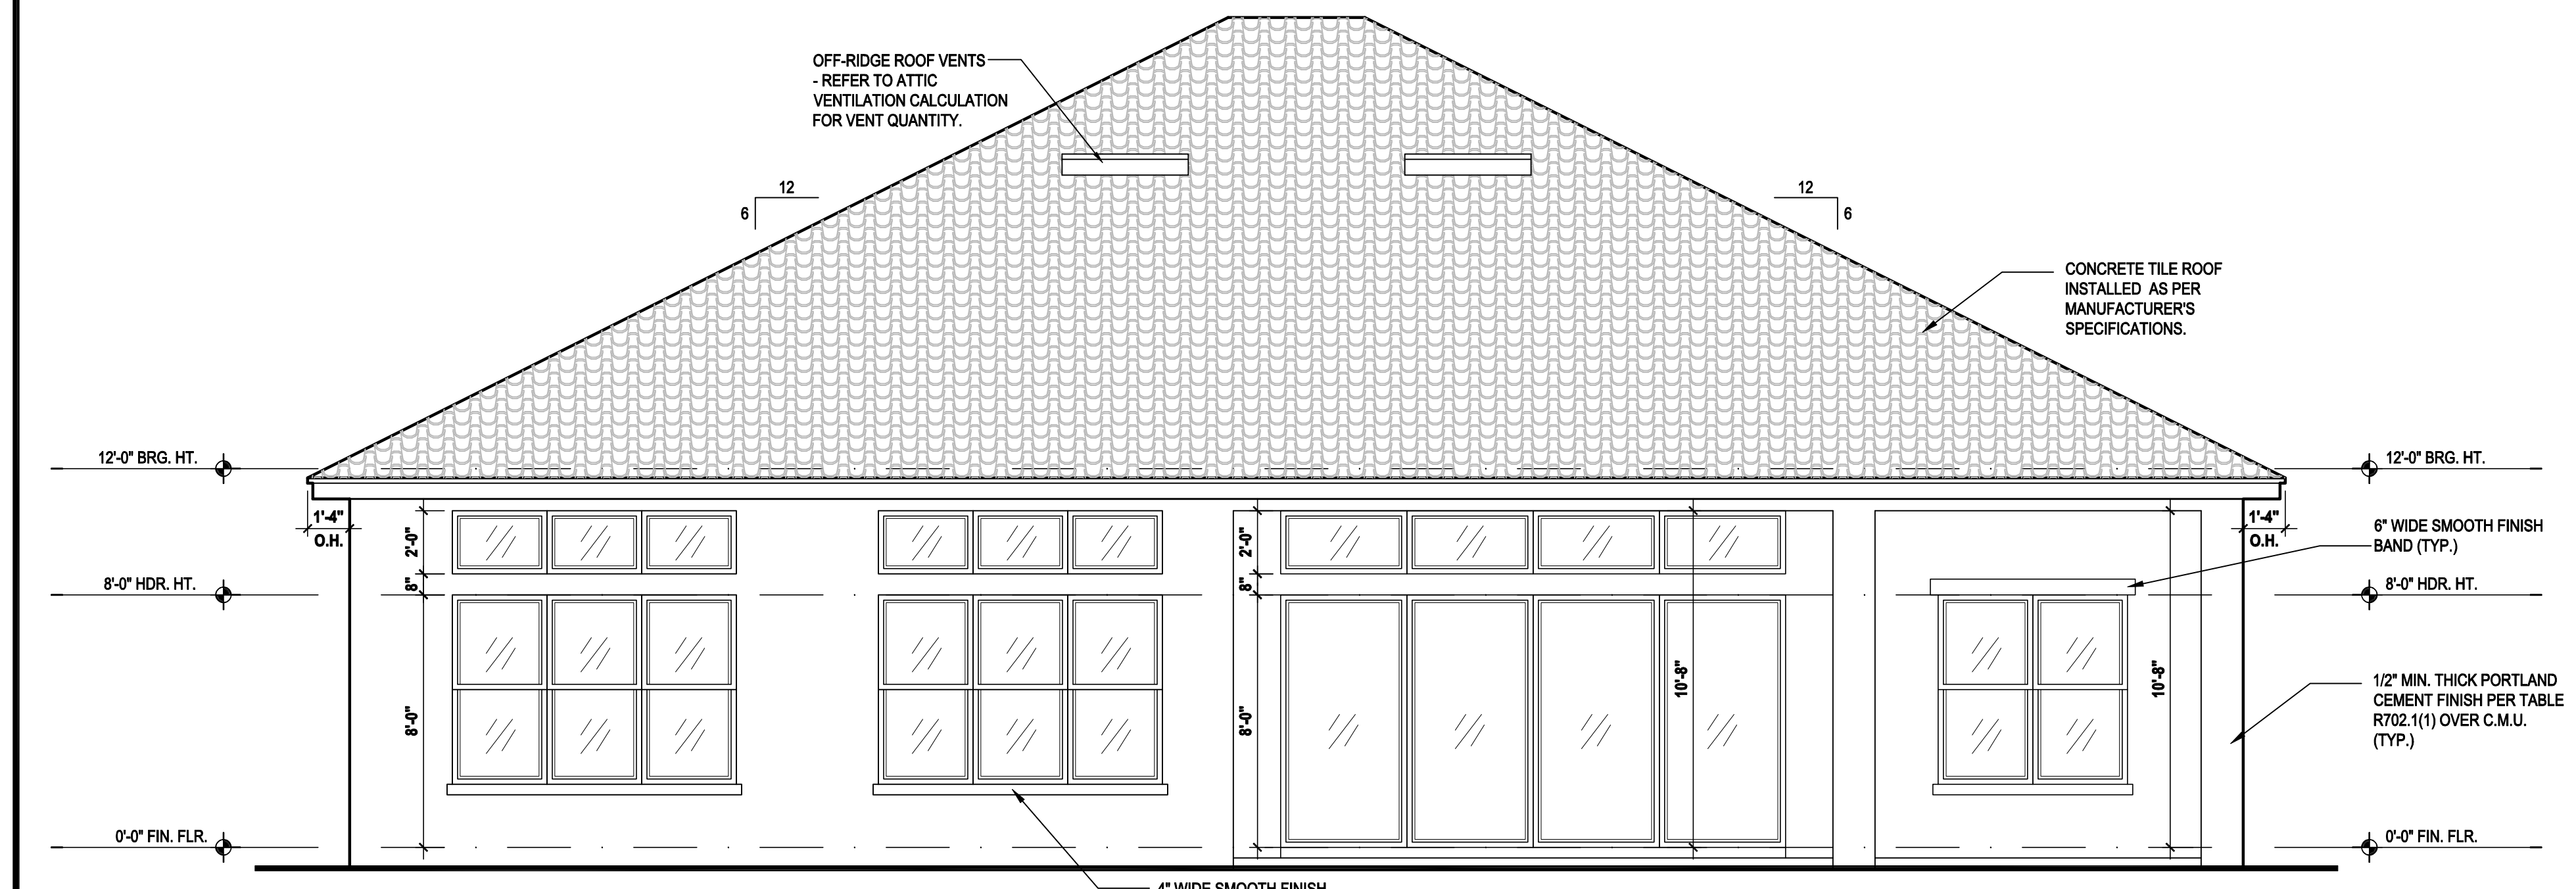 OFF-RIDGE ROOF VENTS
- REFER TO ATTIC
VENTILATION CALCULATION
FOR VENT QUANTITY.
12
6
12
6
CONCRETE TILE ROOF
INSTALLED AS PER
MANUFACTURER'S
SPECIFICATIONS.
12'-0" BRG. HT.
12'-0" BRG. HT.
1'-4"
O.H.
2'-0"
2'-0"
1'-4"
O.H.
6" WIDE SMOOTH FINISH
BAND (TYP.)
8'-0" HDR. HT.
8"
8"
8'-0" HDR. HT.
8'-0"
8'-0"
10'-8"
10'-8"
1/2" MIN. THICK PORTLAND
CEMENT FINISH PER TABLE
R702.1(1) OVER C.M.U.
(TYP.)
0'-0" FIN. FLR.
0'-0" FIN. FLR.
4" WIDE SMOOTH FINISH